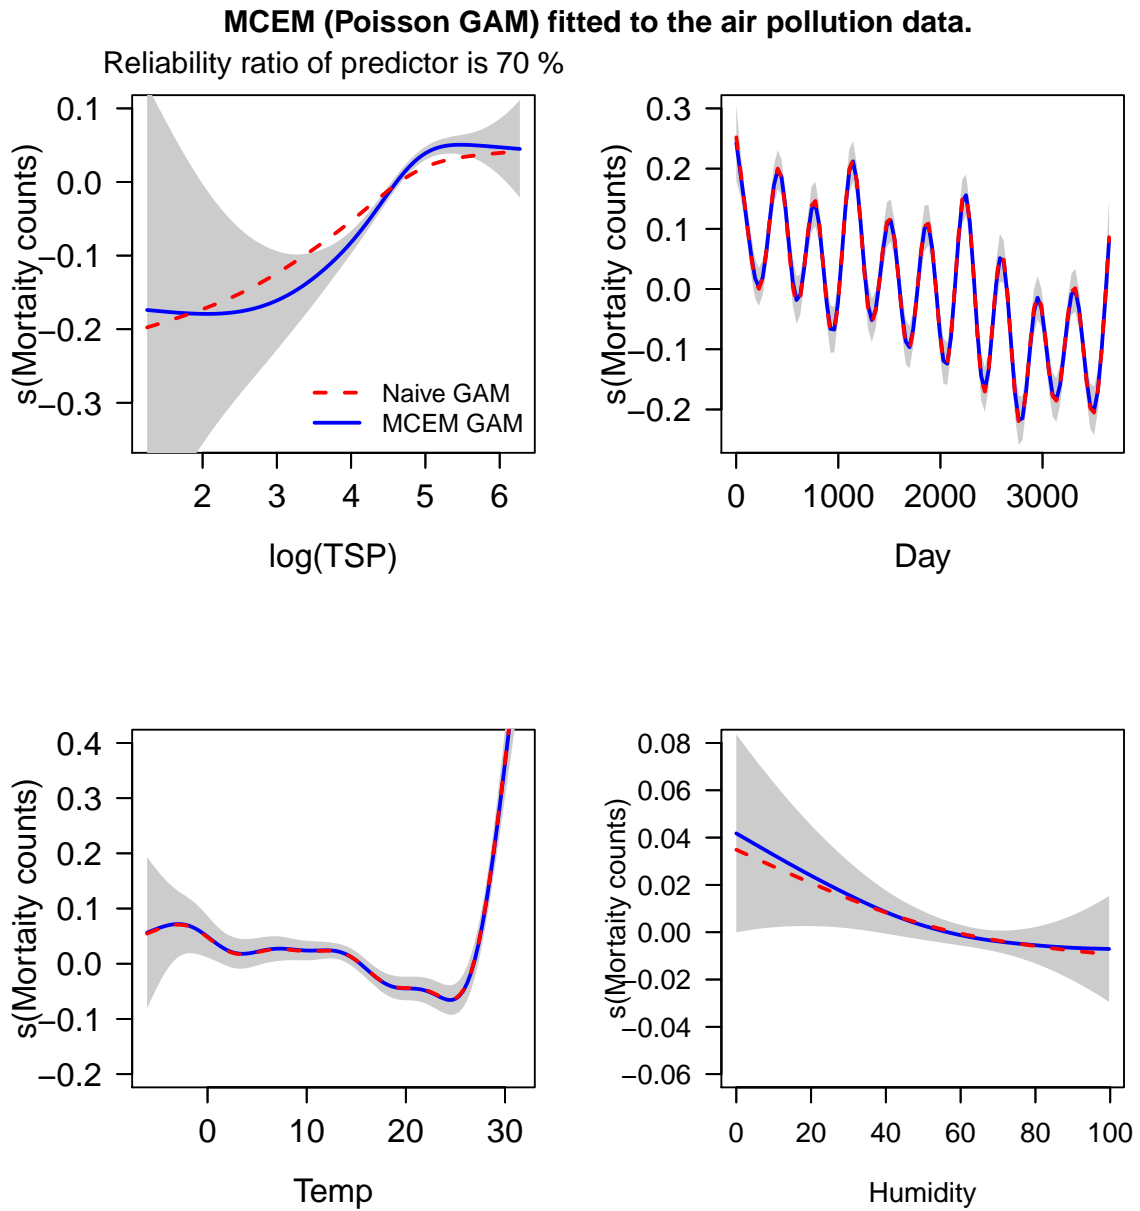 MCEM (Poisson GAM) fitted to the air pollution data.
Reliability ratio of predictor is 70 %
s(Mortaity counts)
0.1
0.0
−0.1
−0.2
−0.3
Naive GAM
MCEM GAM
2 3 4 5 6
log(TSP)
s(Mortaity counts)
0.3
0.2
0.1
0.0
−0.1
−0.2
0 1000 2000 3000
Day
s(Mortaity counts)
0.4
0.3
0.2
0.1
0.0
−0.1
−0.2
0 10 20 30
Temp
s(Mortaity counts)
0.08
0.06
0.04
0.02
0.00
−0.02
−0.04
−0.06
0 20 40 60 80 100
Humidity